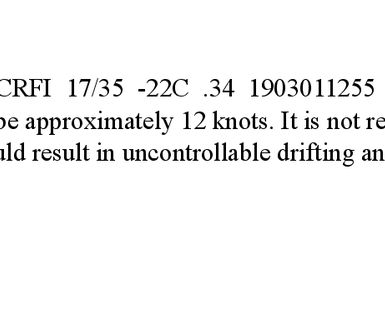 CRFI 17/35 -22C .34 1903011255
be approximately 12 knots. It is not re
uld result in uncontrollable drifting an